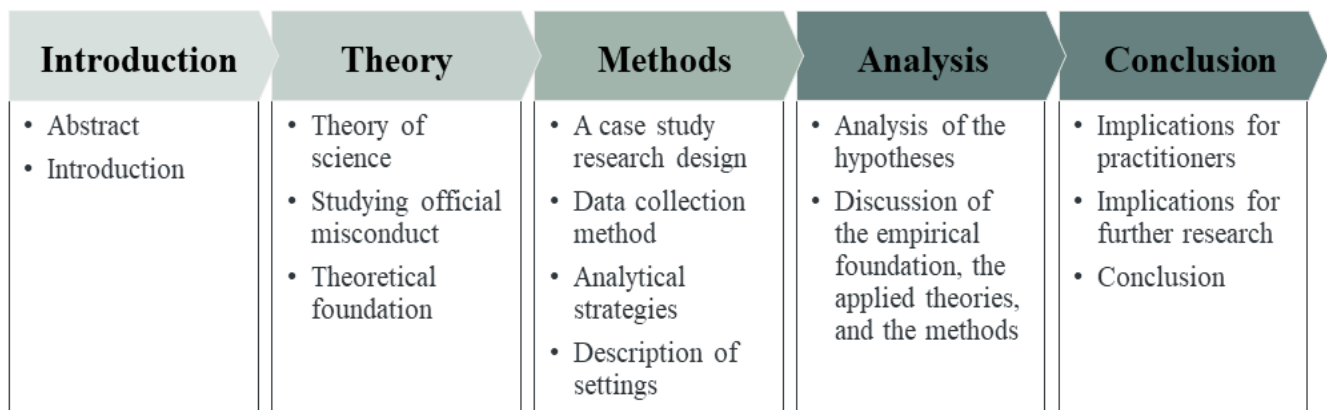 Introduction
Theory
Methods
Analysis
Conclusion
• Abstract
• Introduction
• Theory of
science
• Studying official
misconduct
• Theoretical
foundation
• A case study
research design
• Data collection
method
• Analytical
strategies
• Description of
settings
• Analysis of the
hypotheses
• Discussion of
the empirical
foundation, the
applied theories,
and the methods
• Implications for
practitioners
• Implications for
further research
• Conclusion